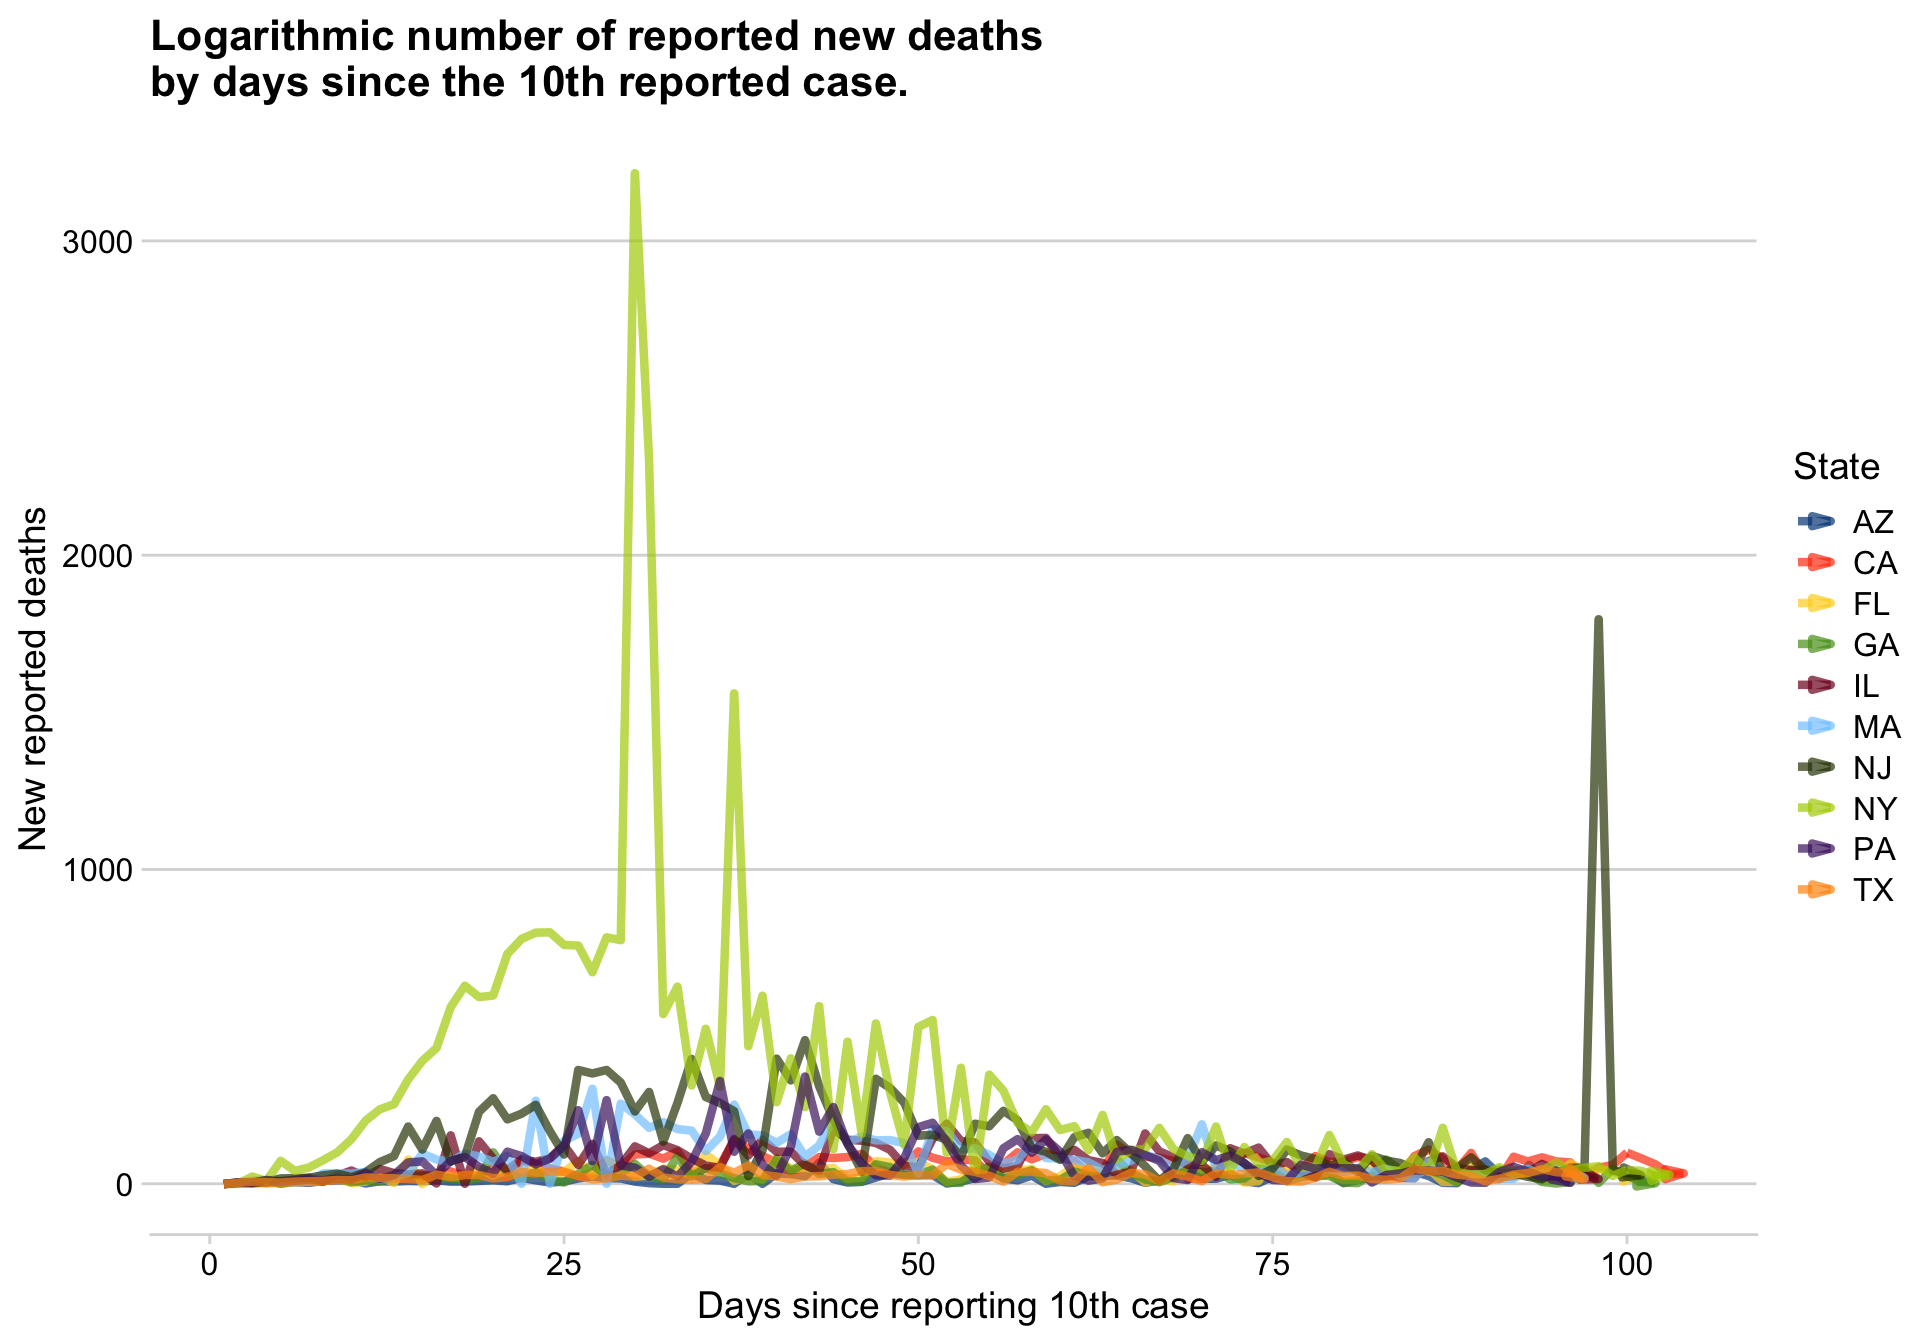 Logarithmic number of reported new deaths
by days since the 10th reported case.
New reported deaths
3000
2000
1000
0
0 25 50 75 100
Days since reporting 10th case
State
AZ
CA
FL
GA
IL
MA
NJ
NY
PA
TX